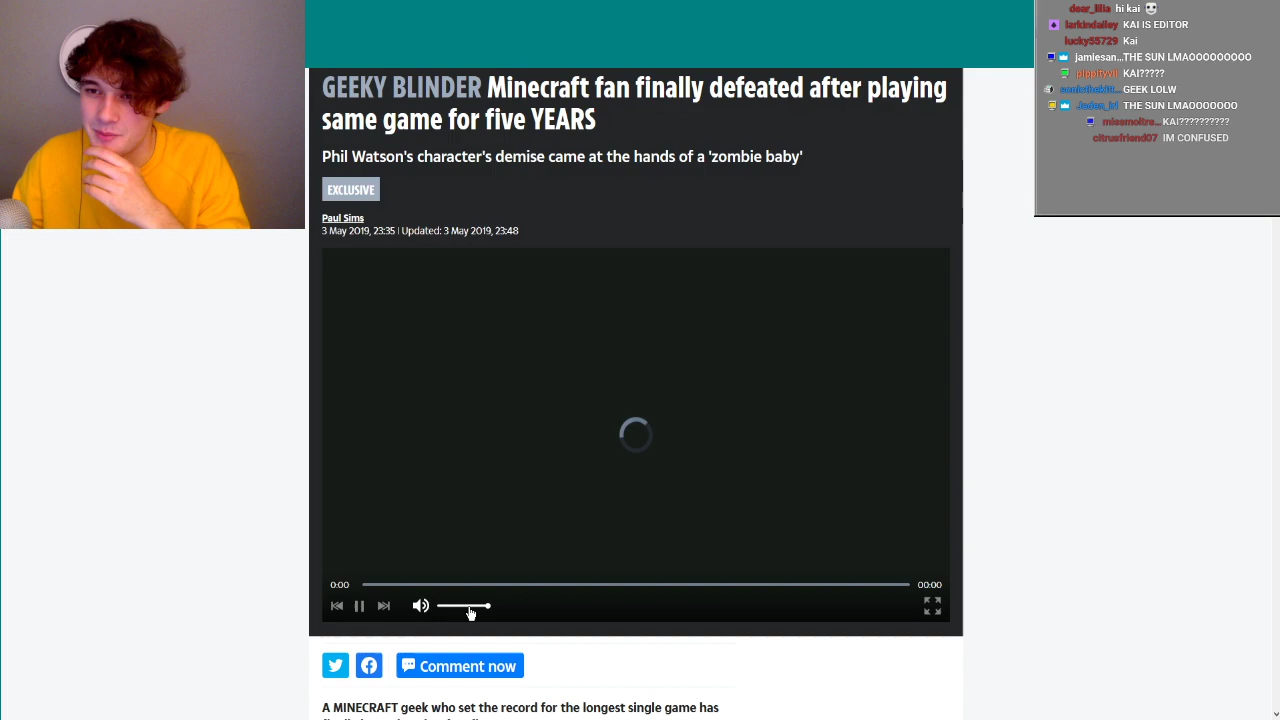 dear_lilia hi kai
larkindalley KAI IS EDITOR
lucky55729 Kai
jamiesan... THE SUN LMAOOOOOOOOO
KAI?????
GEEK LOLW
THE SUN LMAOOOOOOO
KAI??????????
citrusfriend07 IM CONFUSED
GEEKY BLINDER Minecraft fan finally defeated after playing
same game for five YEARS
Phil Watson's character's demise came at the hands of a 'zombie baby'
EXCLUSIVE
Paul Sims
3 May 2019, 23:35 | Updated: 3 May 2019, 23:48
0:00
00:00
Comment now
A MINECRAFT geek who set the record for the longest single game has